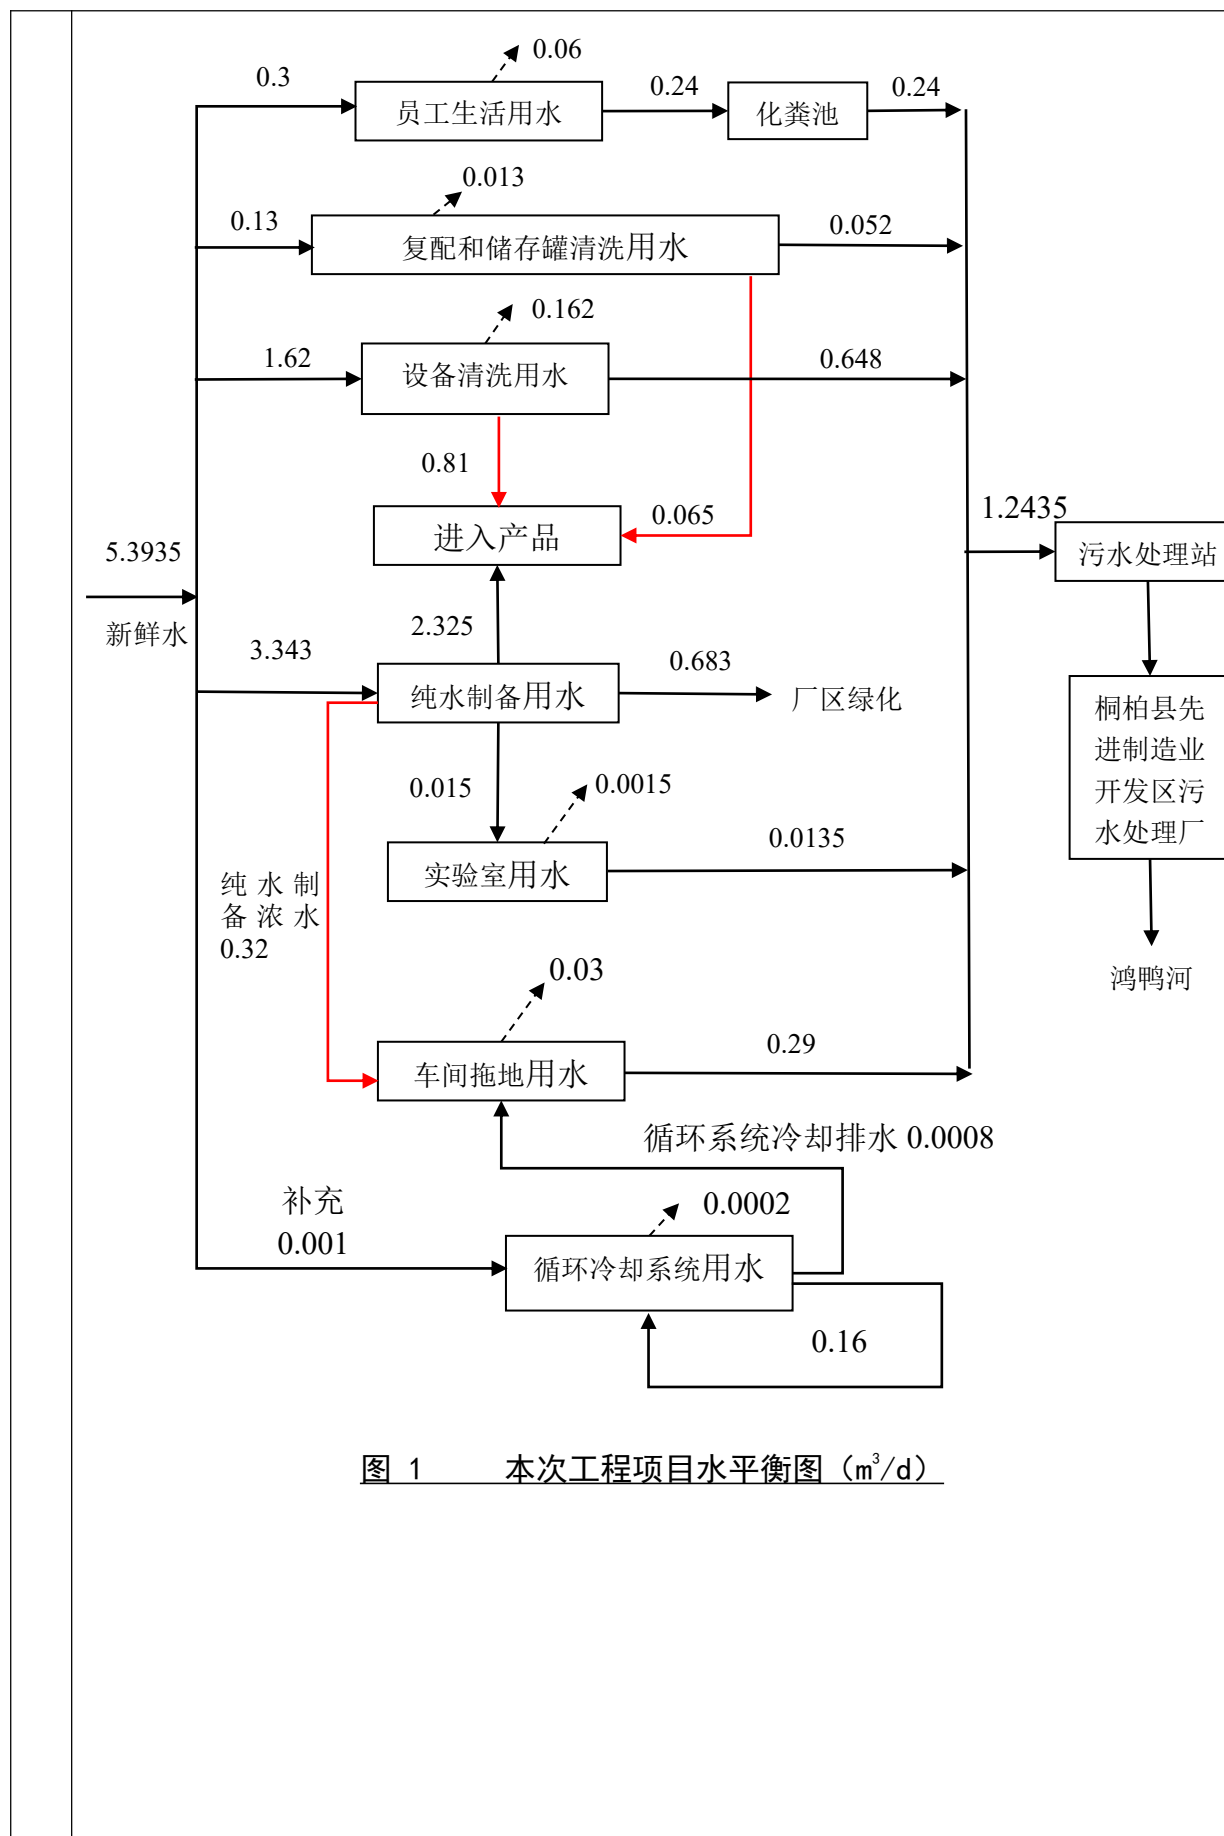 0.06
0.3
员工生活用水
0.24
化粪池
0.24
0.013
0.13
复配和储存罐清洗用水
0.052
0.162
1.62
设备清洗用水
0.648
0.81
0.065
进入产品
1.2435
污水处理站
5.3935
新鲜水
2.325
3.343
纯水制备用水
0.683
厂区绿化
桐柏县先
进制造业
开发区污
水处理厂
0.015
0.0015
实验室用水
0.0135
纯水制
备浓水
0.32
鸿鸭河
0.03
车间拖地用水
0.29
循环系统冷却排水 0.0008
补充
0.001
0.0002
循环冷却系统用水
0.16
图 1 本次工程项目水平衡图（m³/d）